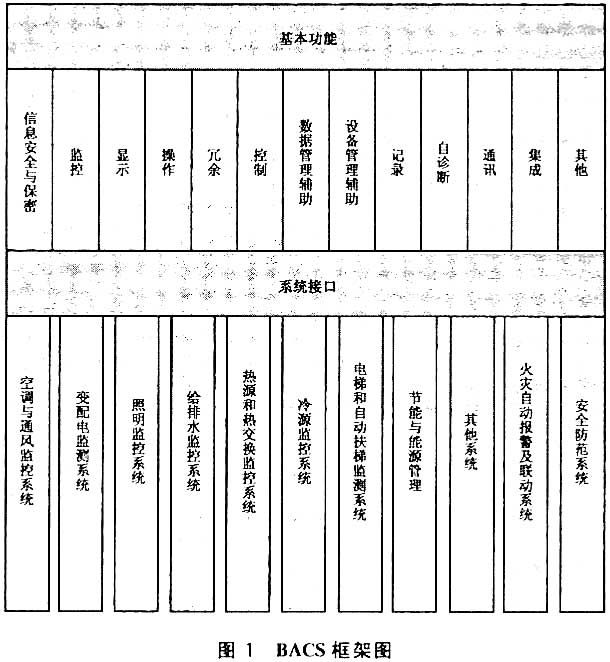 基本功能
信息安全与保密
监控
显示
操作
冗余
控制
数据管理辅助
设备管理辅助
记录
自诊断
通讯
集成
其他
系统接口
空调与通风监控系统
变配电监测系统
照明监控系统
给排水监控系统
热源和热交换监控系统
冷源监控系统
电梯和自动扶梯监测系统
节能与能源管理
其他系统
火灾自动报警及联动系统
安全防范系统
图 1 BACS 框架图